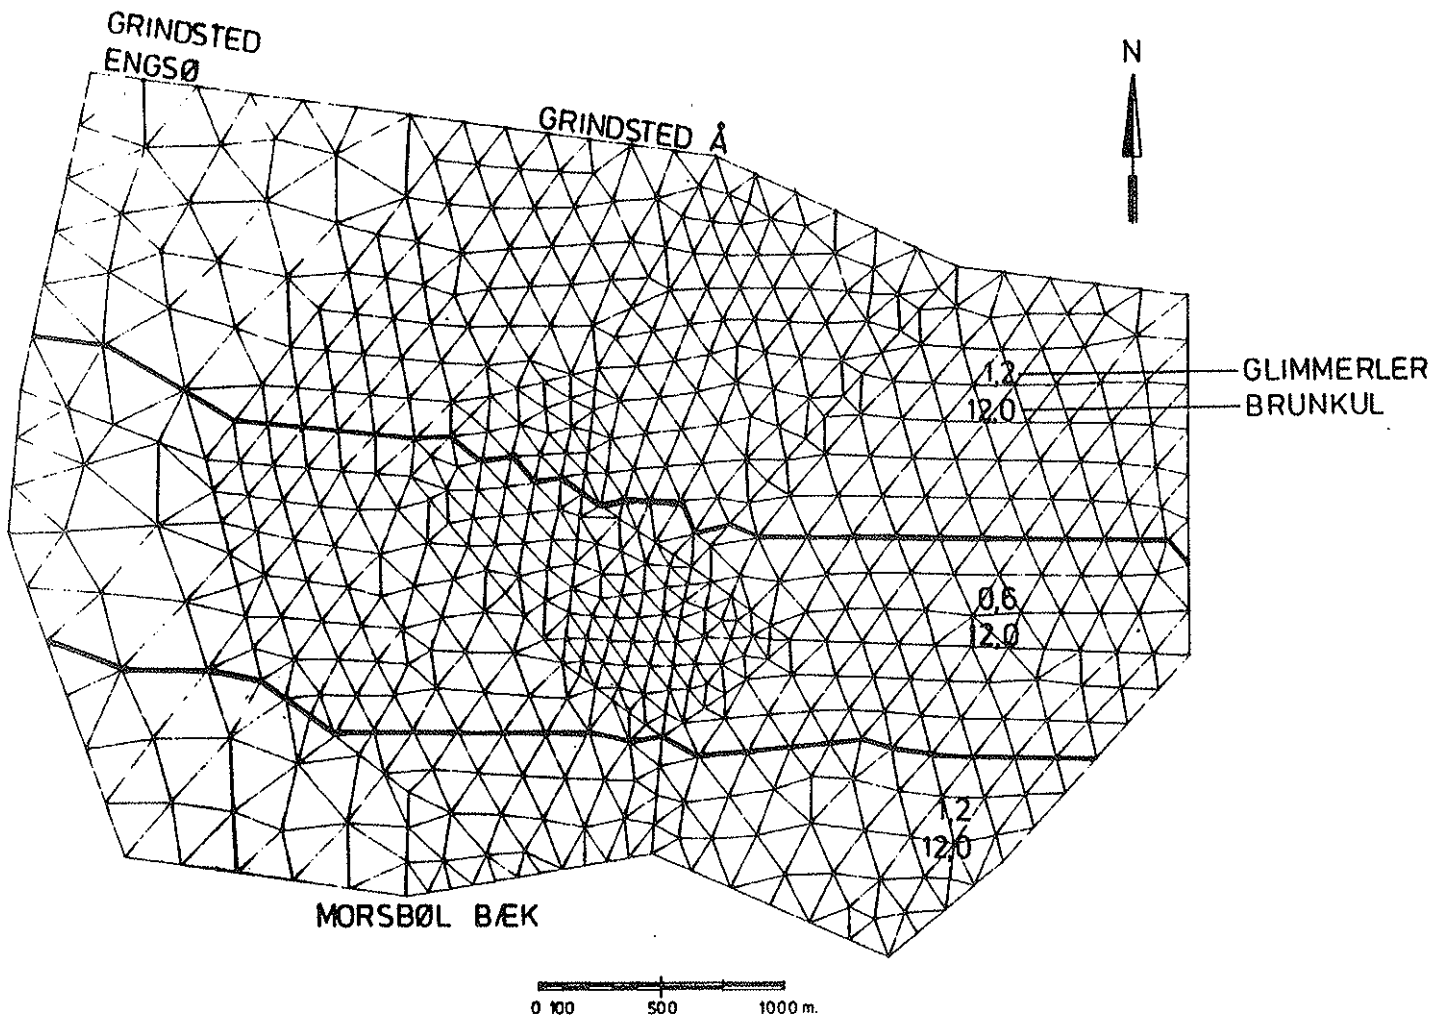 GRINDSTED
ENGSØ
GRINDSTED Å
N
1,2
GLIMMERLER
12,0
BRUNKUL
0,6
12,0
1,2
12,0
MORSBØL BÆK
0 100 500 1000 m.